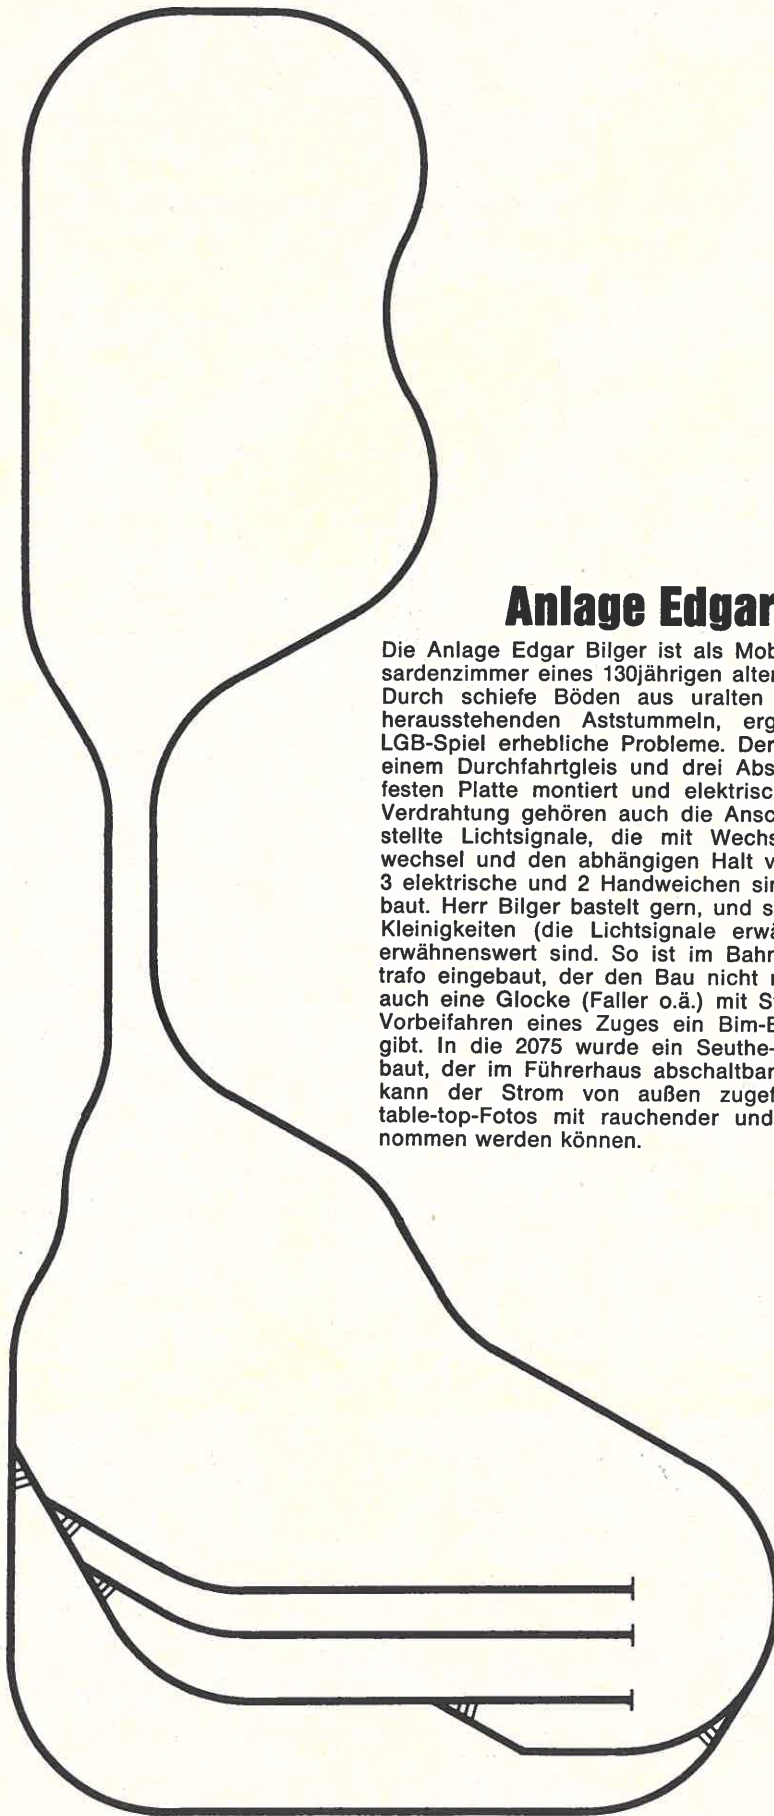 Anlage Edgar
Die Anlage Edgar Bilger ist als Mob
sardenzimmer eines 130jährigen alter
Durch schiefe Böden aus uralten
herausstehenden Aststummeln, erg
LGB-Spiel erhebliche Probleme. Der
einem Durchfahrtgleis und drei Abs
festen Platte montiert und elektrisc
Verdrahtung gehören auch die Ansc
stellte Lichtsignale, die mit Wechs
wechsel und den abhängigen Halt v
3 elektrische und 2 Handweichen sin
baut. Herr Bilger bastelt gern, und s
Kleinigkeiten (die Lichtsignale erwä
erwähnenswert sind. So ist im Bahn
trafo eingebaut, der den Bau nicht n
auch eine Glocke (Faller o.ä.) mit St
Vorbeifahren eines Zuges ein Bim-B
gibt. In die 2075 wurde ein Seuthe-
baut, der im Führerhaus abschaltbar
kann der Strom von außen zugef
table-top-Fotos mit rauchender und
nommen werden können.